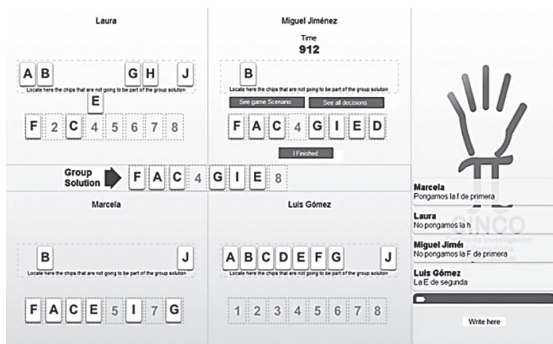 Laura
A B G H J
Locate here the chips that are not going to be part of the group solution
E
F 2 C 4 5 6 7 8
Miguel Jiménez
Time
912
B
Locate here the chips that are not going to be part of the group solution
See game Scenario
See all decisions
F A C 4 G I E D
I Finished
Group
Solution
F A C 4 G I E 8
Marcela
B J
Locate here the chips that are not going to be part of the group solution
F A C E 5 I 7 G
Luis Gómez
A B C D E F G J
Locate here the chips that are not going to be part of the group solution
1 2 3 4 5 6 7 8
CINCO
Marcela
Pongamos la f de primera
Laura
No pongamos la h
Miguel Jimé
No pongamos la F de primera
Luis Gómez
La E de segunda
Write here